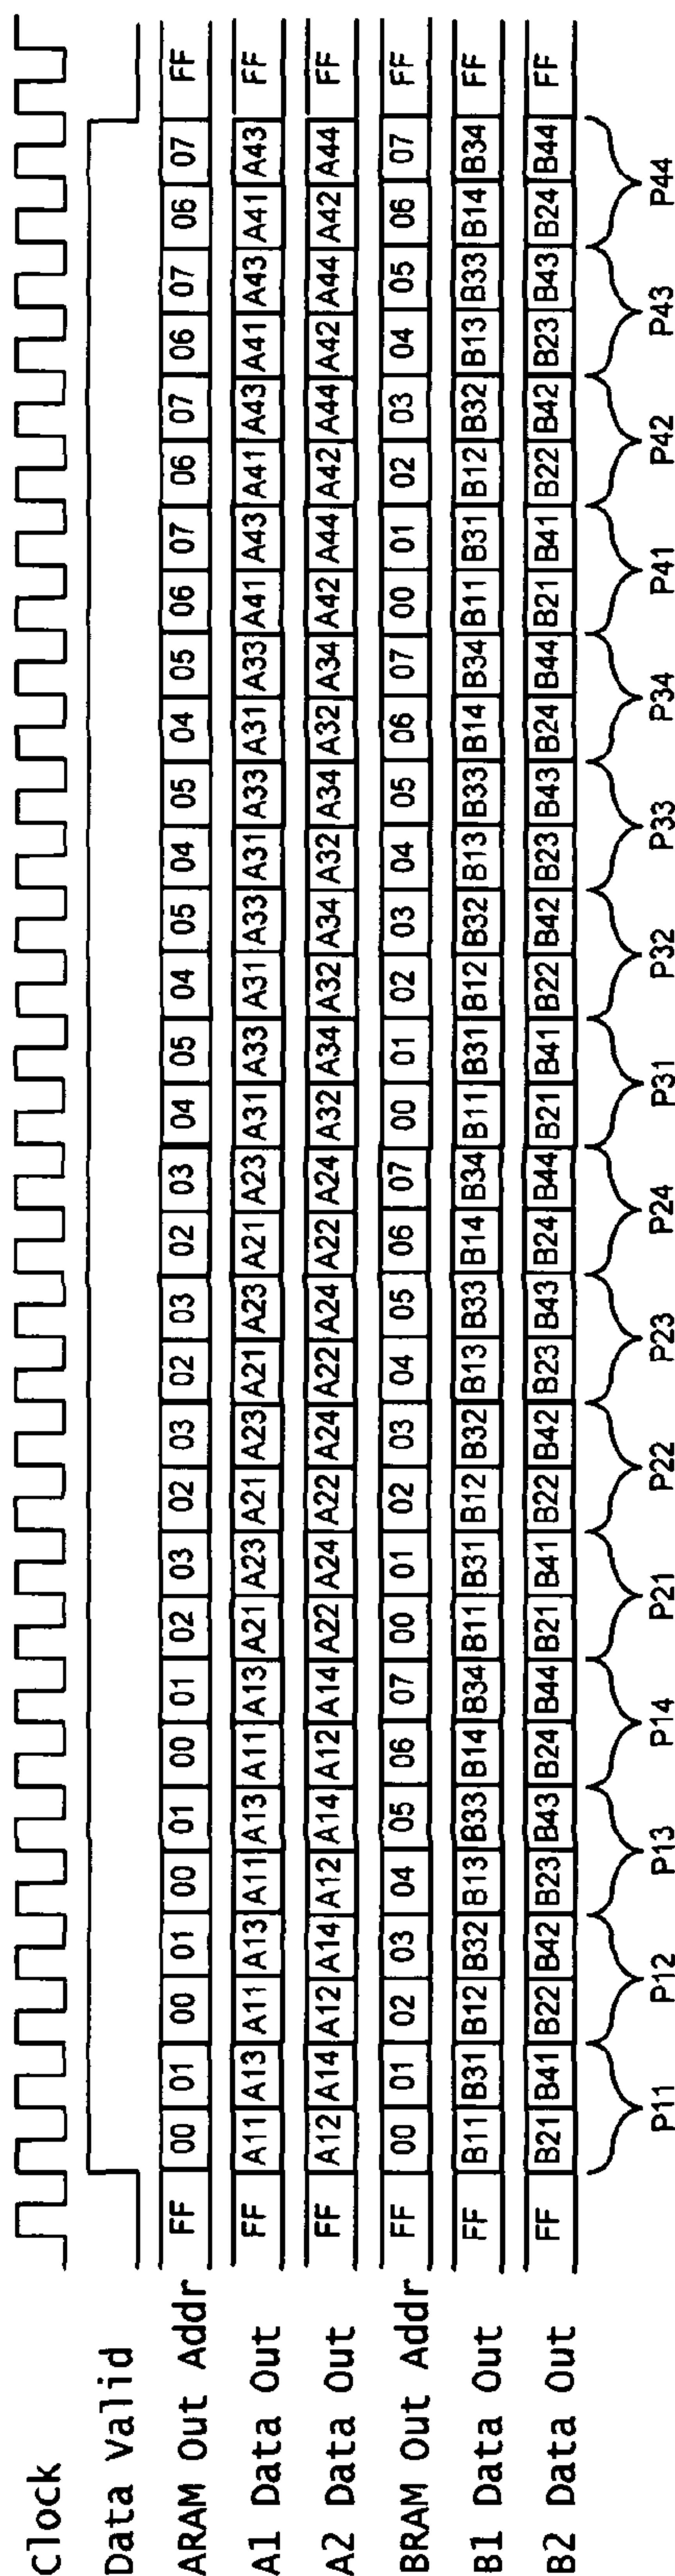 Clock
Data Valid
ARAM Out Addr FF 00 01 00 01 00 01 00 01 02 03 02 03 02 03 02 03 04 05 04 05 04 05 04 05 06 07 06 07 06 07 06 07 FF
A1 Data Out FF A11 A13 A11 A13 A11 A13 A11 A13 A21 A23 A21 A23 A21 A23 A21 A23 A31 A33 A31 A33 A31 A33 A31 A33 A41 A43 A41 A43 A41 A43 A41 A43 FF
A2 Data Out FF A12 A14 A12 A14 A12 A14 A12 A14 A22 A24 A22 A24 A22 A24 A22 A24 A32 A34 A32 A34 A32 A34 A32 A34 A42 A44 A42 A44 A42 A44 A42 A44 FF
BRAM Out Addr FF 00 01 02 03 04 05 06 07 00 01 02 03 04 05 06 07 00 01 02 03 04 05 06 07 00 01 02 03 04 05 06 07 FF
B1 Data Out FF B11 B31 B12 B32 B13 B33 B14 B34 B11 B31 B12 B32 B13 B33 B14 B34 B11 B31 B12 B32 B13 B33 B14 B34 B11 B31 B12 B32 B13 B33 B14 B34 FF
B2 Data Out FF B21 B41 B22 B42 B23 B43 B24 B44 B21 B41 B22 B42 B23 B43 B24 B44 B21 B41 B22 B42 B23 B43 B24 B44 B21 B41 B22 B42 B23 B43 B24 B44 FF
P11 P12 P13 P14 P21 P22 P23 P24 P31 P32 P33 P34 P41 P42 P43 P44